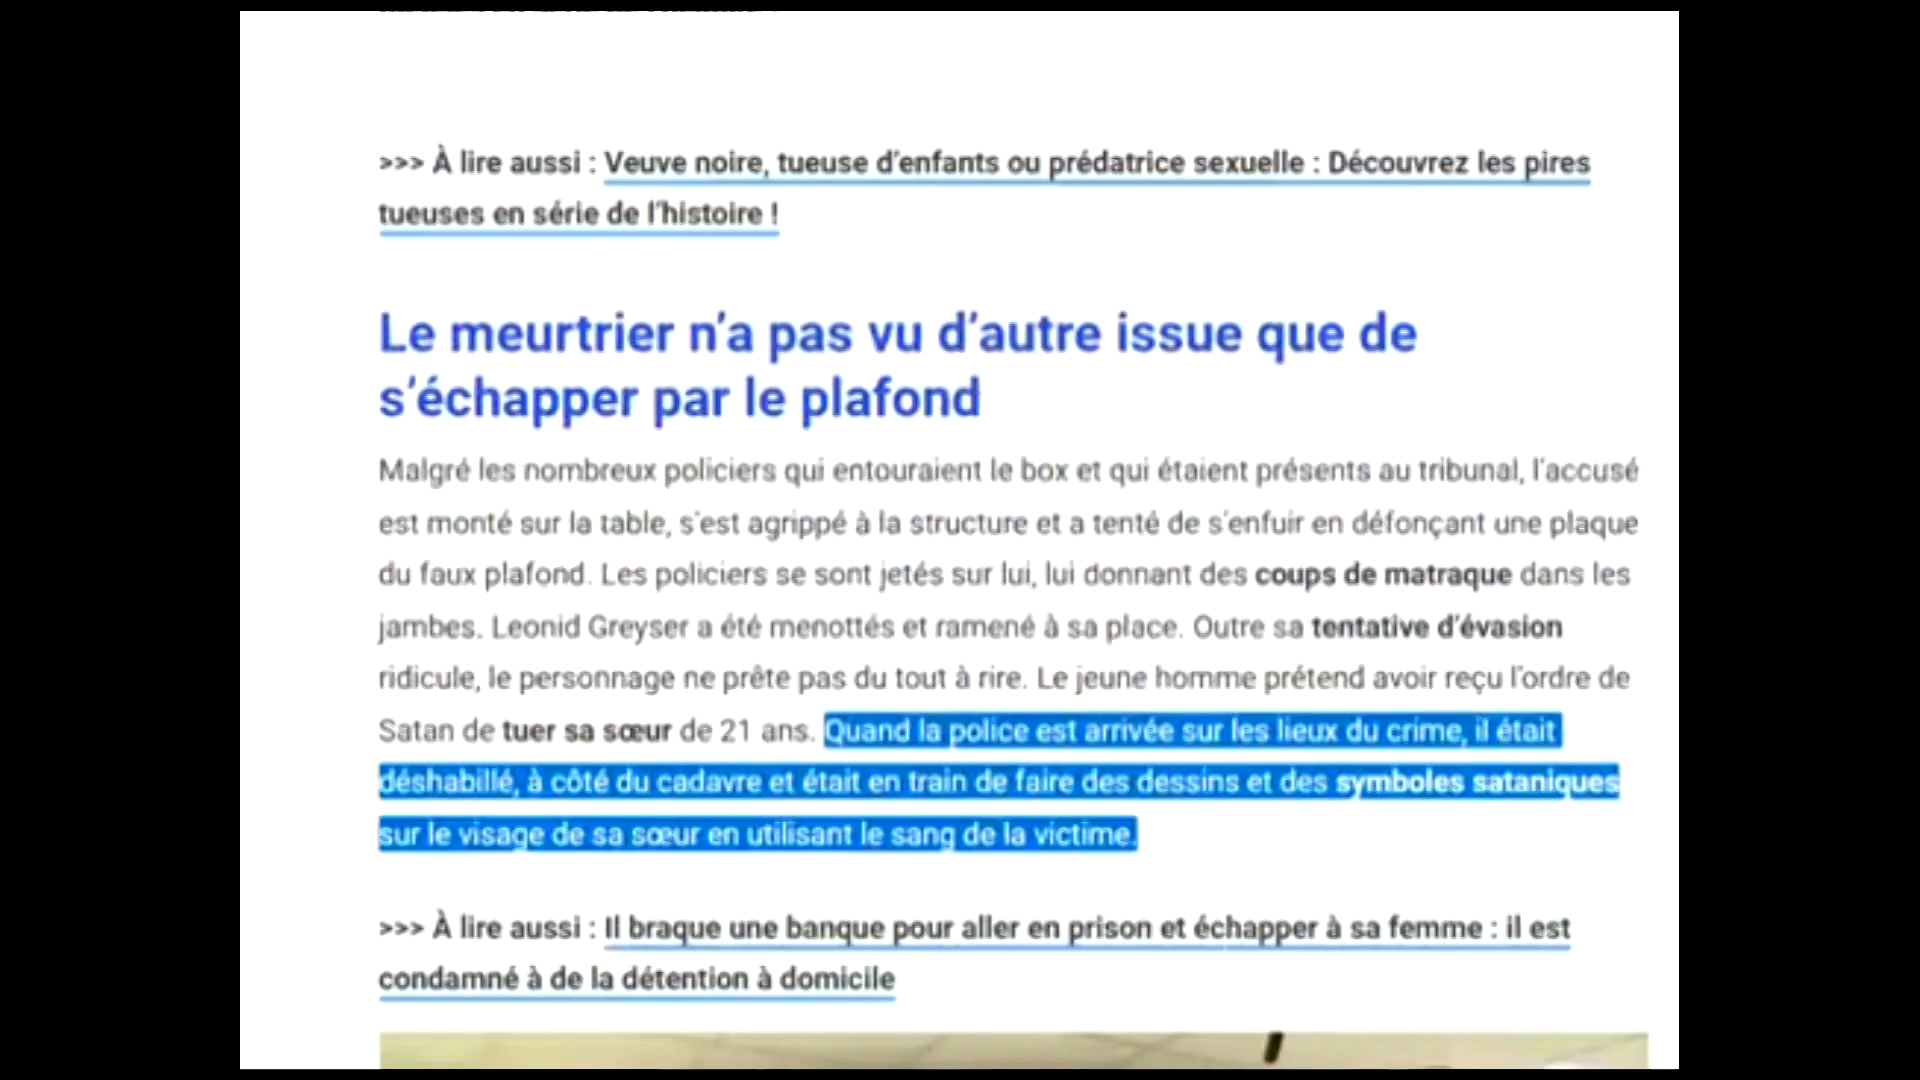 >>> À lire aussi : Veuve noire, tueuse d'enfants ou prédatrice sexuelle : Découvrez les pires
tueuses en série de l'histoire !
Le meurtrier n'a pas vu d'autre issue que de
s'échapper par le plafond
Malgré les nombreux policiers qui entouraient le box et qui étaient présents au tribunal, l'accusé
est monté sur la table, s'est agrippé à la structure et a tenté de s'enfuir en défonçant une plaque
du faux plafond. Les policiers se sont jetés sur lui, lui donnant des coups de matraque dans les
jambes. Leonid Greyser a été menottés et ramené à sa place. Outre sa tentative d'évasion
ridicule, le personnage ne prête pas du tout à rire. Le jeune homme prétend avoir reçu l'ordre de
Satan de tuer sa sœur de 21 ans. Quand la police est arrivée sur les lieux du crime, il était
déshabillé, à côté du cadavre et était en train de faire des dessins et des symboles sataniques
sur le visage de sa sœur en utilisant le sang de la victime.
>>> À lire aussi : Il braque une banque pour aller en prison et échapper à sa femme : il est
condamné à de la détention à domicile